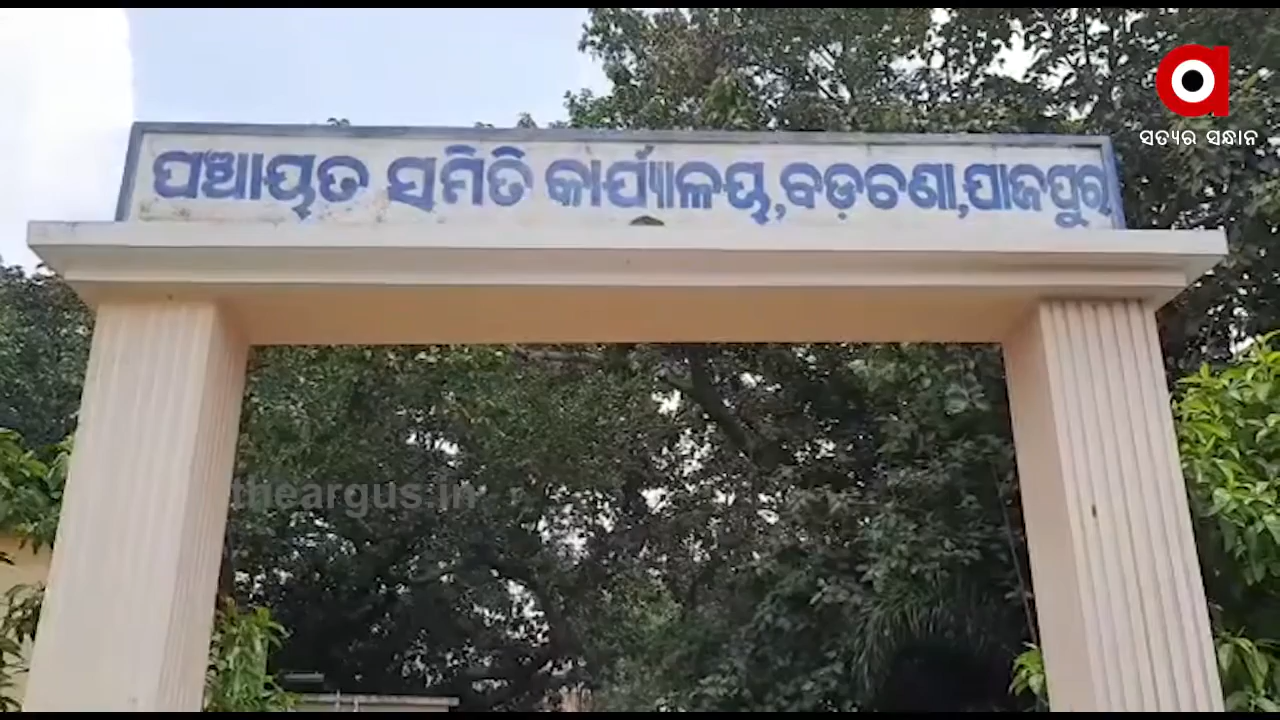 ସତ୍ୟର ସନ୍ଧାନ
ପଞ୍ଚାୟତ ସମିତି କାର୍ଯ୍ୟାଳୟ,ବଡ଼ଚଣା,ଯାଜପୁର
theargus.in